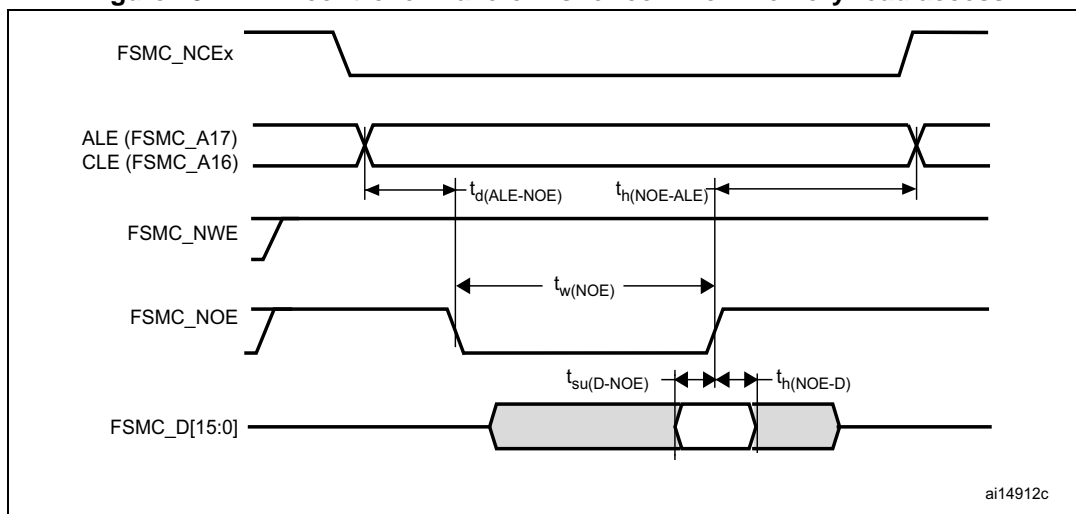 FSMC_NCEx
ALE (FSMC_A17)
CLE (FSMC_A16)
td(ALE-NOE)
th(NOE-ALE)
FSMC_NWE
tw(NOE)
FSMC_NOE
tsu(D-NOE)
th(NOE-D)
FSMC_D[15:0]
ai14912c